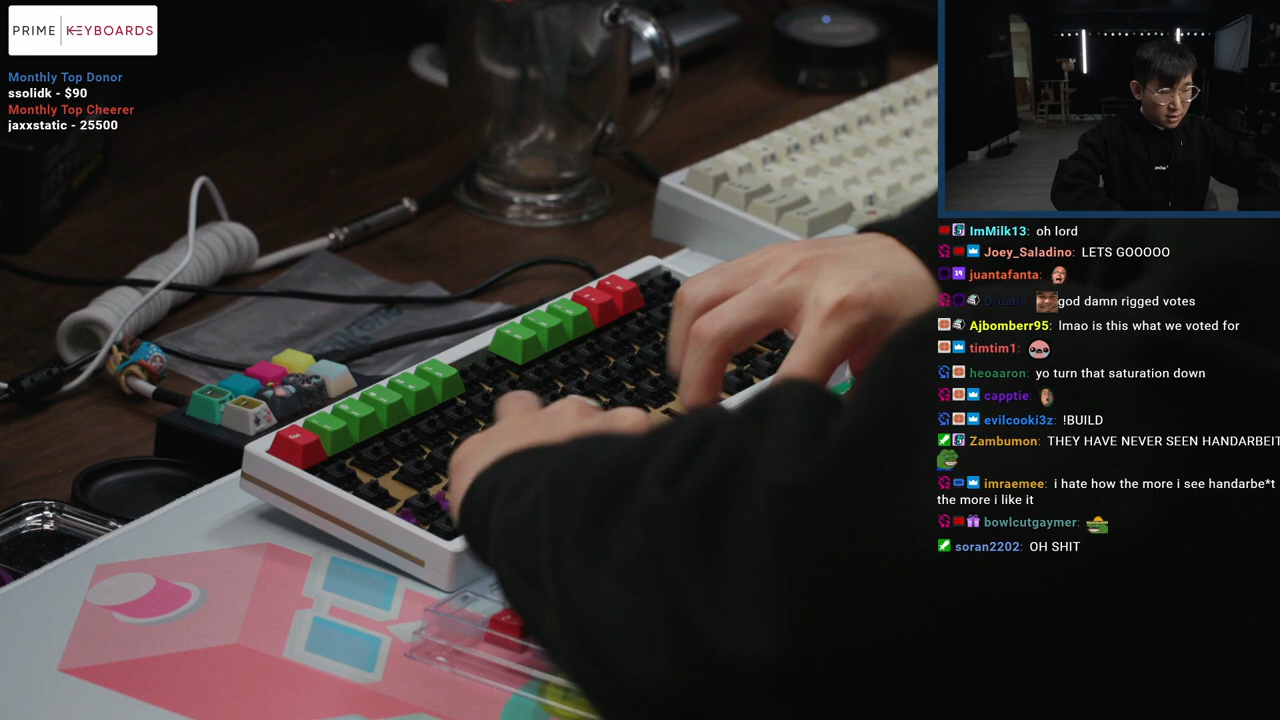 PRIME KEYBOARDS
Monthly Top Donor
ssolidk - $90
Monthly Top Cheerer
jaxxstatic - 25500
ImMilk13: oh lord
Joey_Saladino: LETS GOOOOO
juantafanta:
god damn rigged votes
Ajbomberr95: lmao is this what we voted for
timtim1:
heoaaron: yo turn that saturation down
capptie:
evilcooki3z: !BUILD
Zambumon: THEY HAVE NEVER SEEN HANDARBEIT
imraemee: i hate how the more i see handarbe*t
the more i like it
bowlcutgaymer:
soran2202: OH SHIT